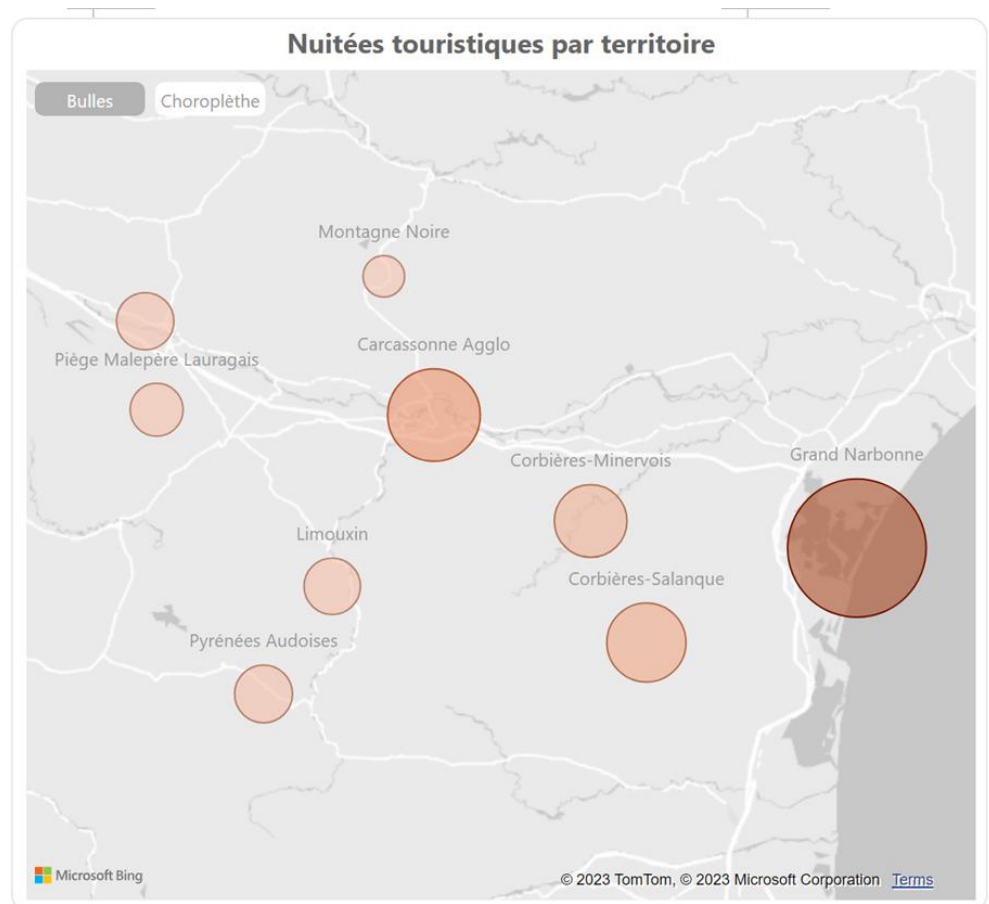 Nuitées touristiques par territoire
Bulles
Choroplèthe
Montagne Noire
Carcassonne Agglo
Piège Malepère Lauragais
Corbières-Minervois
Grand Narbonne
Limouxin
Corbières-Salanque
Pyrénées Audoises
Microsoft Bing
© 2023 TomTom, © 2023 Microsoft Corporation Terms